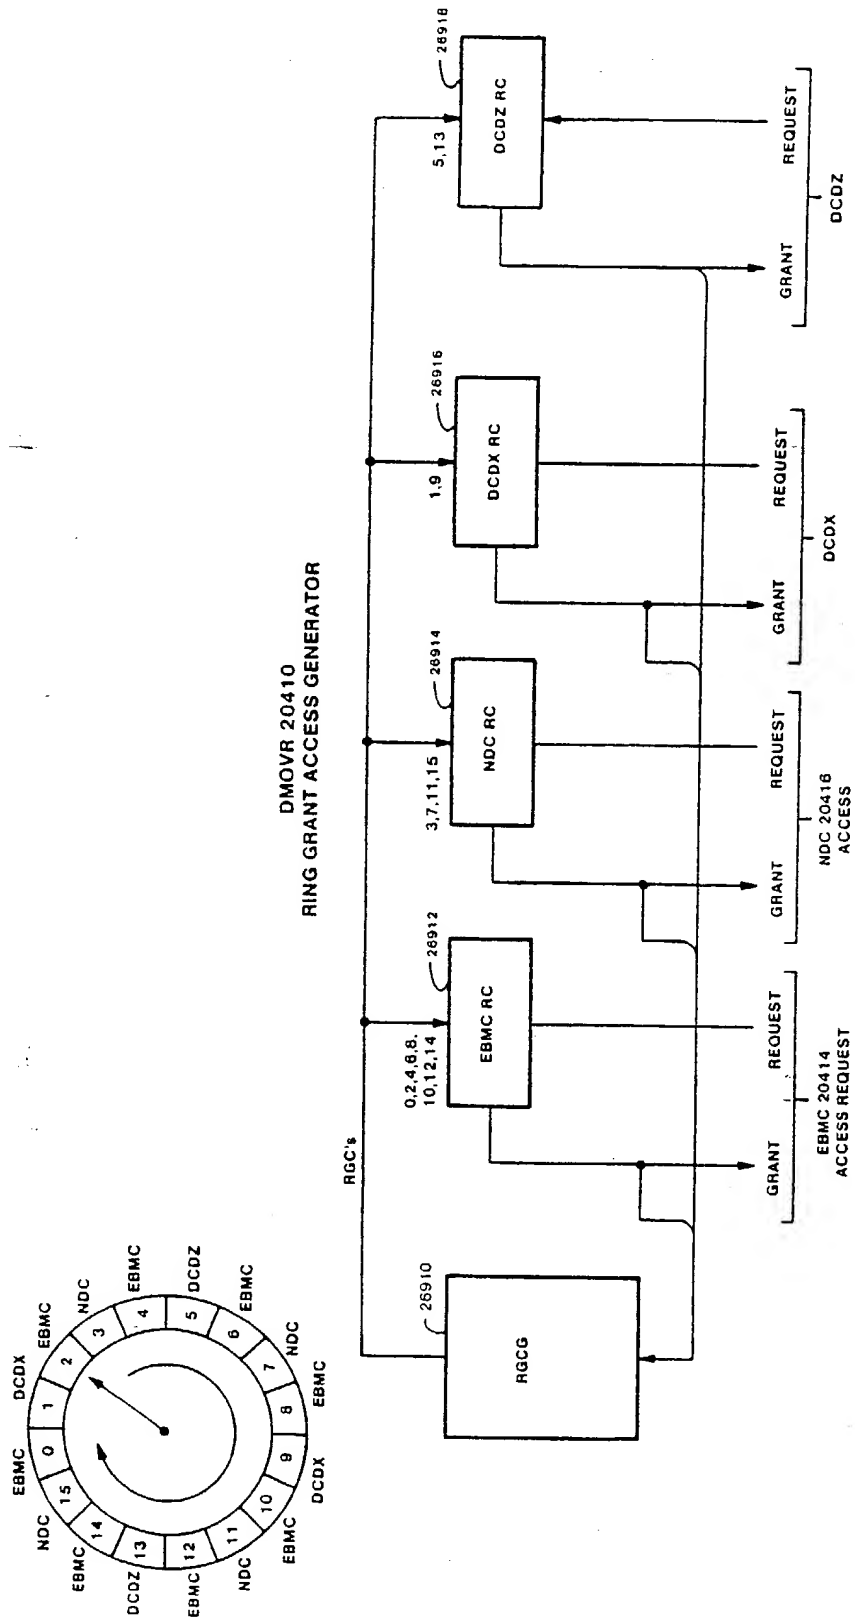 DMOVR 20410
RING GRANT ACCESS GENERATOR
EBMC
DCDX
EBMC
NDC
EBMC
DCDZ
EBMC
NDC
EBMC
DCDX
EBMC
NDC
EBMC
DCDZ
EBMC
NDC
0
1
2
3
4
5
6
7
8
9
10
11
12
13
14
15
RGC's
26910
RGCG
0,2,4,6,8.
10,12,14
26912
EBMC RC
3,7,11,15
26914
NDC RC
1,9
26916
DCDX RC
5,13
26918
DCDZ RC
GRANT
REQUEST
EBMC 20414
ACCESS REQUEST
GRANT
REQUEST
NDC 20416
ACCESS
GRANT
REQUEST
DCDX
GRANT
REQUEST
DCDZ